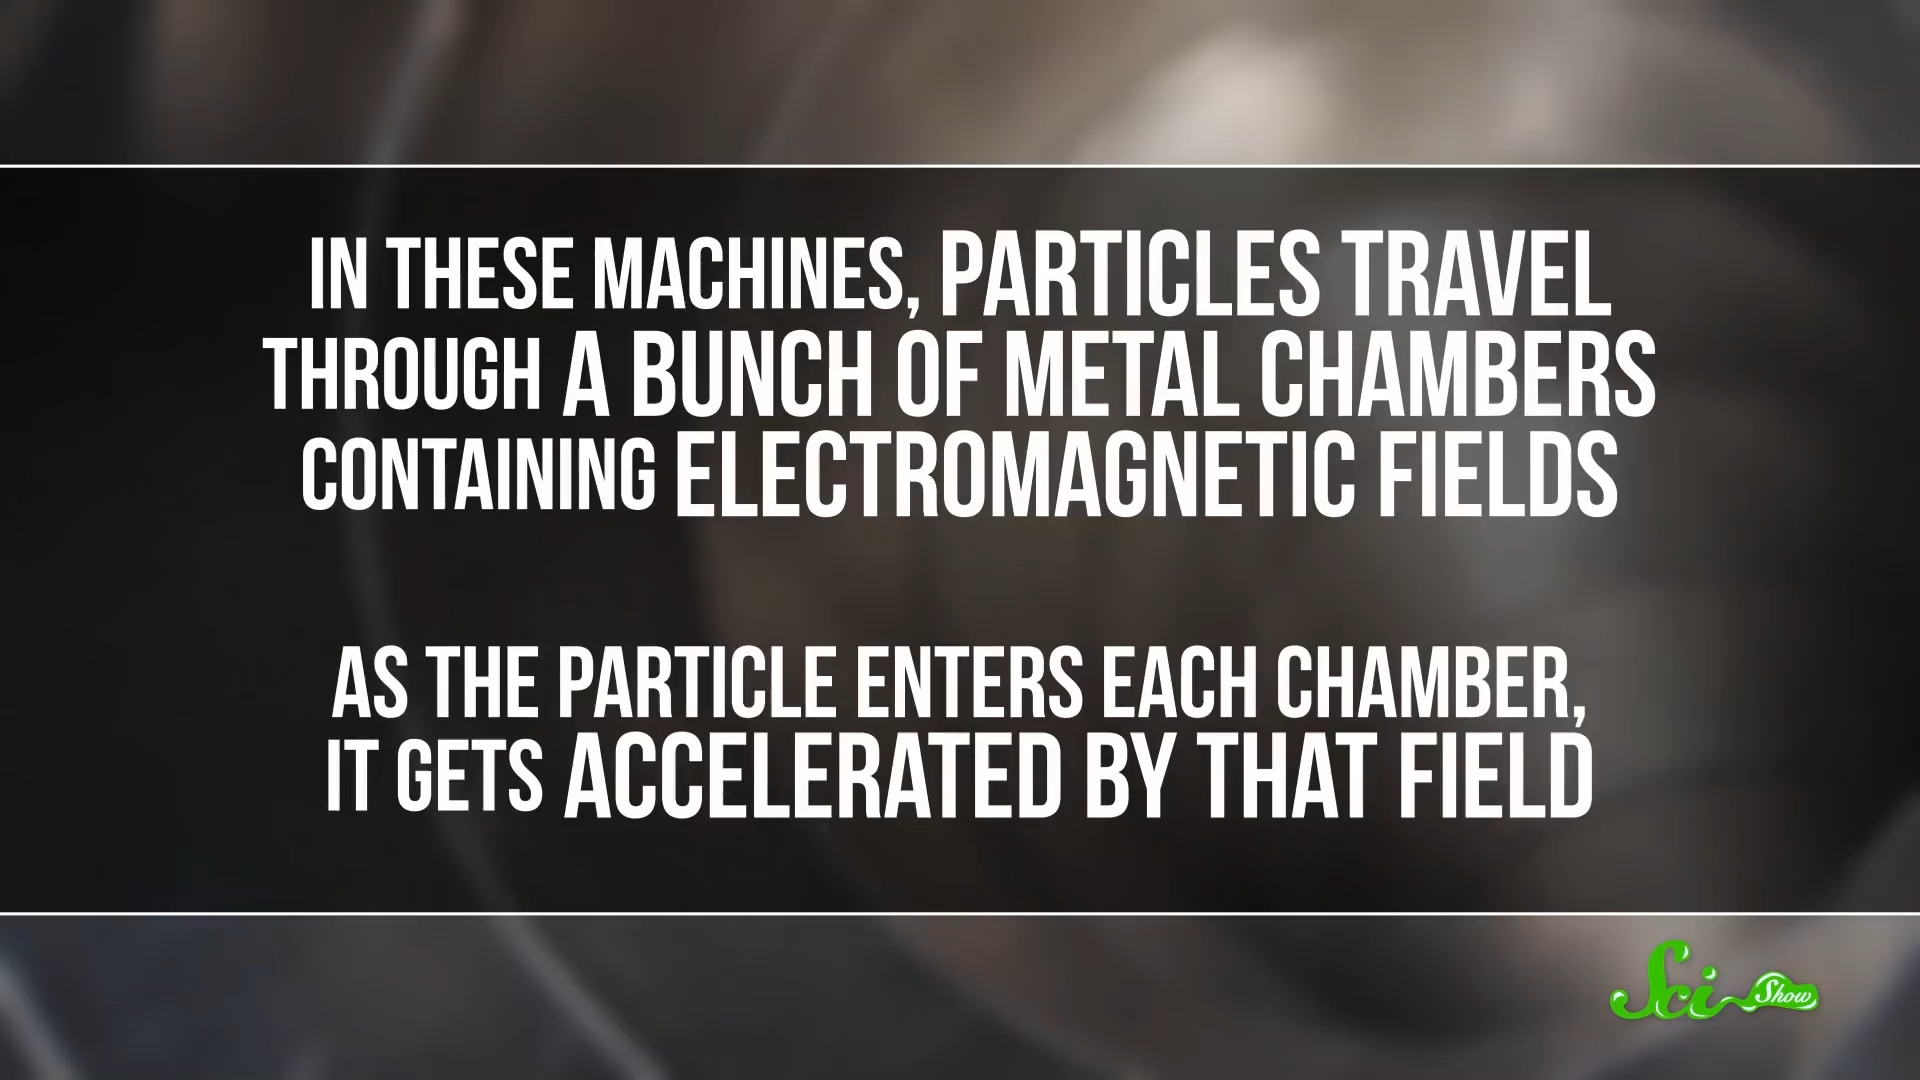 IN THESE MACHINES, PARTICLES TRAVEL
THROUGH A BUNCH OF METAL CHAMBERS
CONTAINING ELECTROMAGNETIC FIELDS
AS THE PARTICLE ENTERS EACH CHAMBER,
IT GETS ACCELERATED BY THAT FIELD
Sci Show